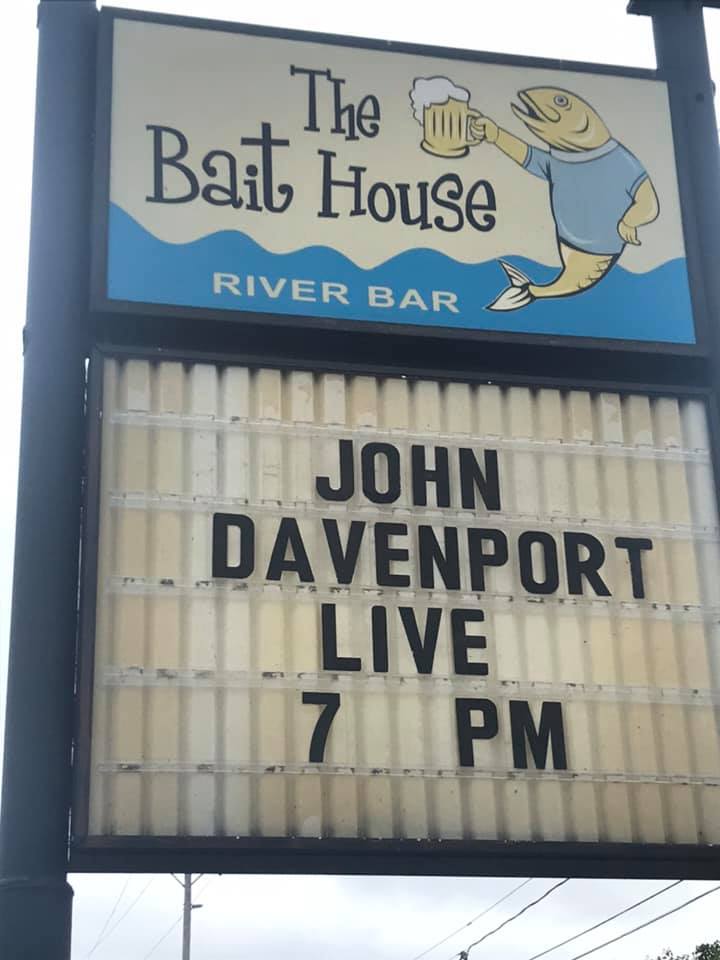 The
Bait House
RIVER BAR
JOHN
DAVENPORT
LIVE
7 PM